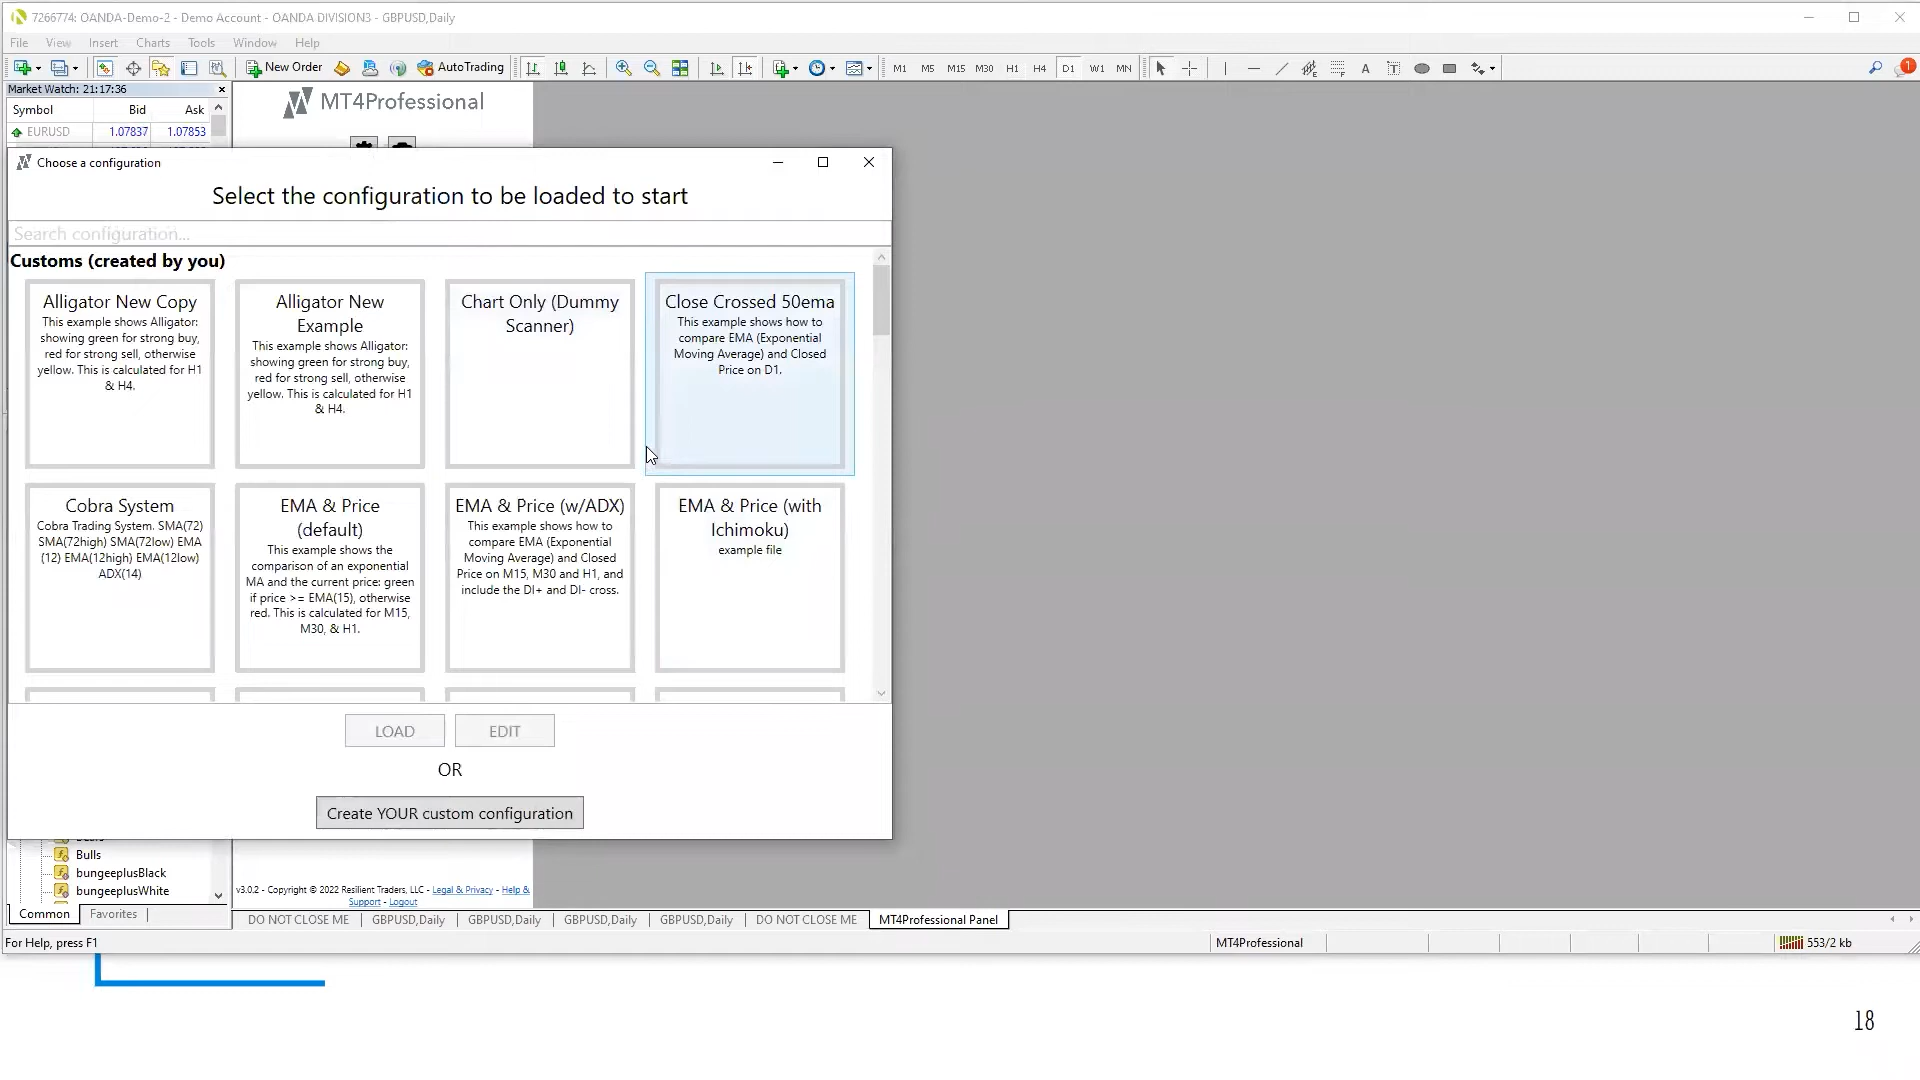 7266774: OANDA-Demo-2 - Demo Account - OANDA DIVISION3 - GBPUSD,Daily
File View Insert Charts Tools Window Help
New Order AutoTrading M1 M5 M15 M30 H1 H4 D1 W1 MN A T 1
Market Watch: 21:17:36
Symbol Bid Ask
EURUSD 1.07837 1.07853
MT4Professional
Choose a configuration
Select the configuration to be loaded to start
Search configuration...
Customs (created by you)
Alligator New Copy
This example shows Alligator:
showing green for strong buy,
red for strong sell, otherwise
yellow. This is calculated for H1
& H4.
Alligator New
Example
This example shows Alligator:
showing green for strong buy,
red for strong sell, otherwise
yellow. This is calculated for H1
& H4.
Chart Only (Dummy
Scanner)
Close Crossed 50ema
This example shows how to
compare EMA (Exponential
Moving Average) and Closed
Price on D1.
Cobra System
Cobra Trading System. SMA(72)
SMA(72high) SMA(72low) EMA
(12) EMA(12high) EMA(12low)
ADX(14)
EMA & Price
(default)
This example shows the
comparison of an exponential
MA and the current price: green
if price >= EMA(15), otherwise
red. This is calculated for M15,
M30, & H1.
EMA & Price (w/ADX)
This example shows how to
compare EMA (Exponential
Moving Average) and Closed
Price on M15, M30 and H1, and
include the DI+ and DI- cross.
EMA & Price (with
Ichimoku)
example file
LOAD EDIT
OR
Create YOUR custom configuration
Bulls
bungeeplusBlack
bungeeplusWhite
Common Favorites
v3.0.2 - Copyright © 2022 Resilient Traders, LLC - Legal & Privacy - Help &
Support - Logout
DO NOT CLOSE ME GBPUSD,Daily GBPUSD,Daily GBPUSD,Daily GBPUSD,Daily DO NOT CLOSE ME MT4Professional Panel
For Help, press F1 MT4Professional 553/2 kb
18